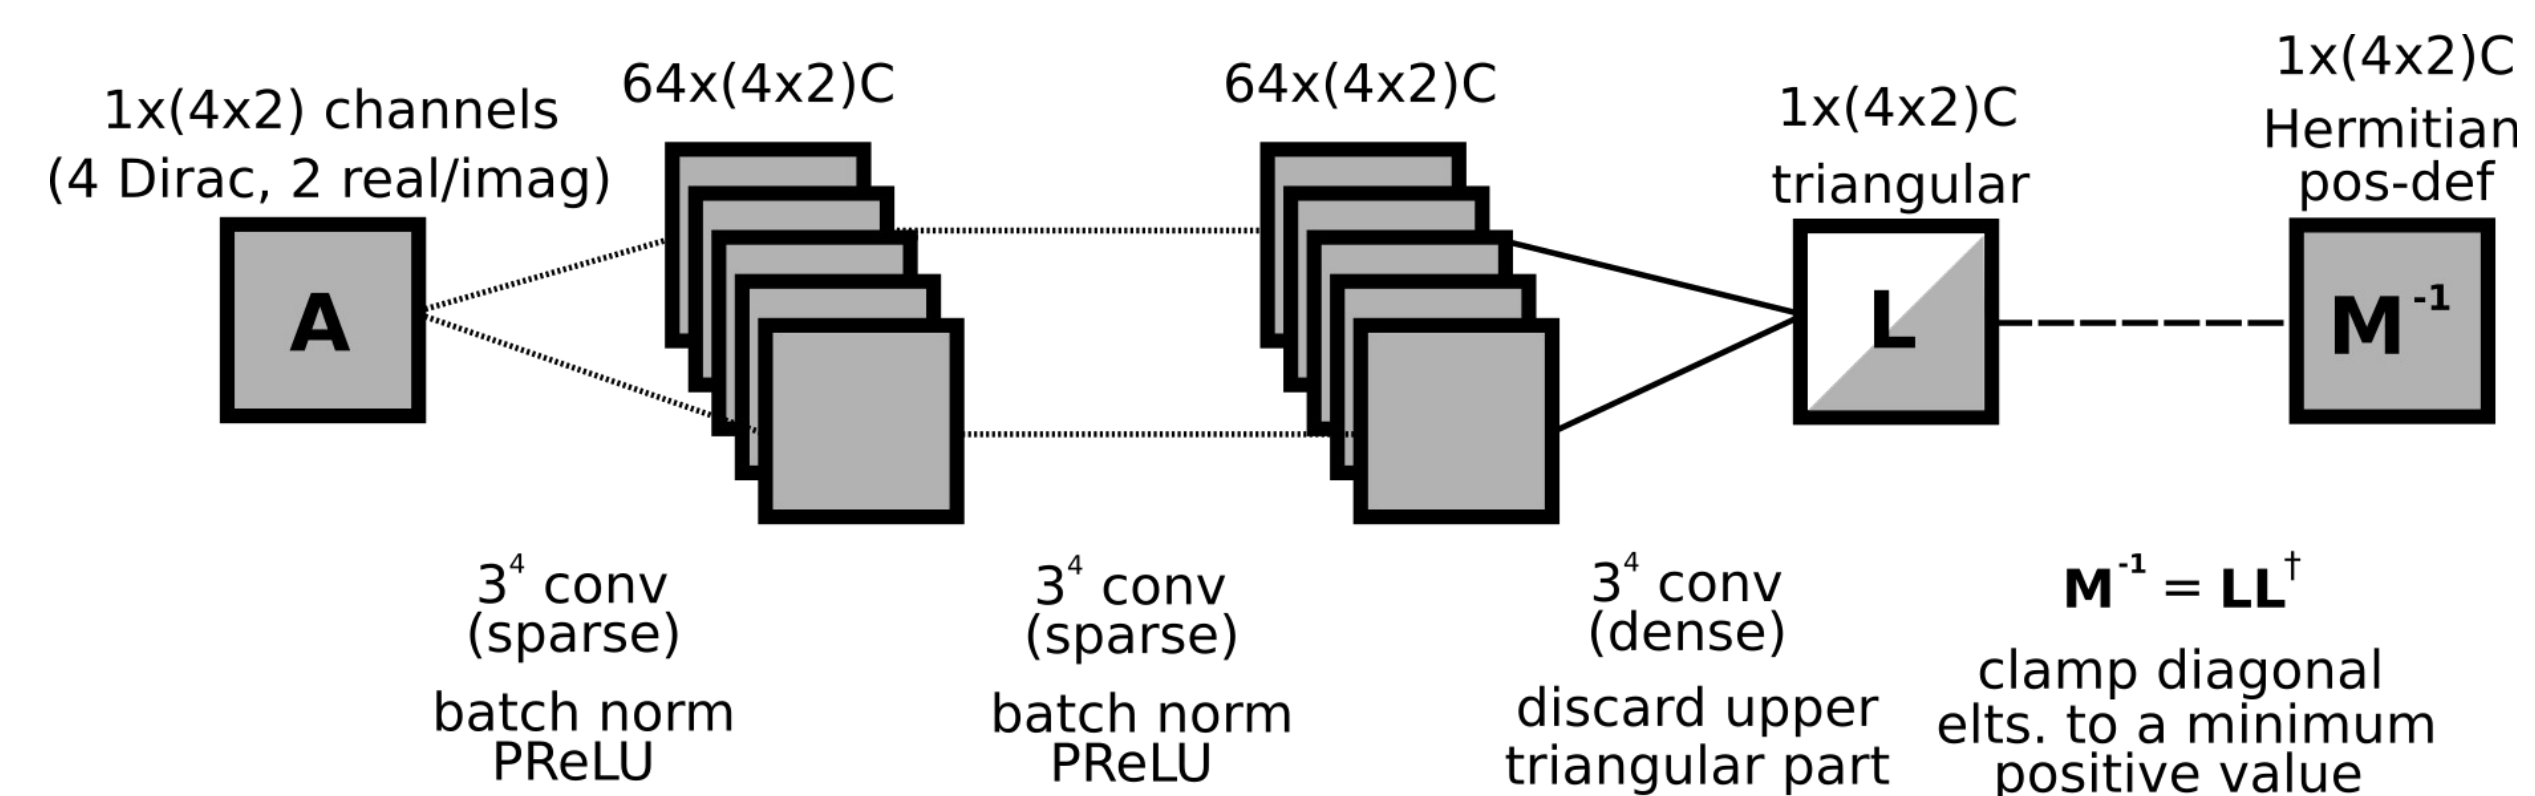 1x(4x2) channels
(4 Dirac, 2 real/imag)
A
64x(4x2)C
64x(4x2)C
1x(4x2)C
triangular
L
1x(4x2)C
Hermitian
pos-def
M⁻¹
3⁴ conv
(sparse)
batch norm
PReLU
3⁴ conv
(sparse)
batch norm
PReLU
3⁴ conv
(dense)
discard upper
triangular part
M⁻¹ = LL†
clamp diagonal
elts. to a minimum
positive value